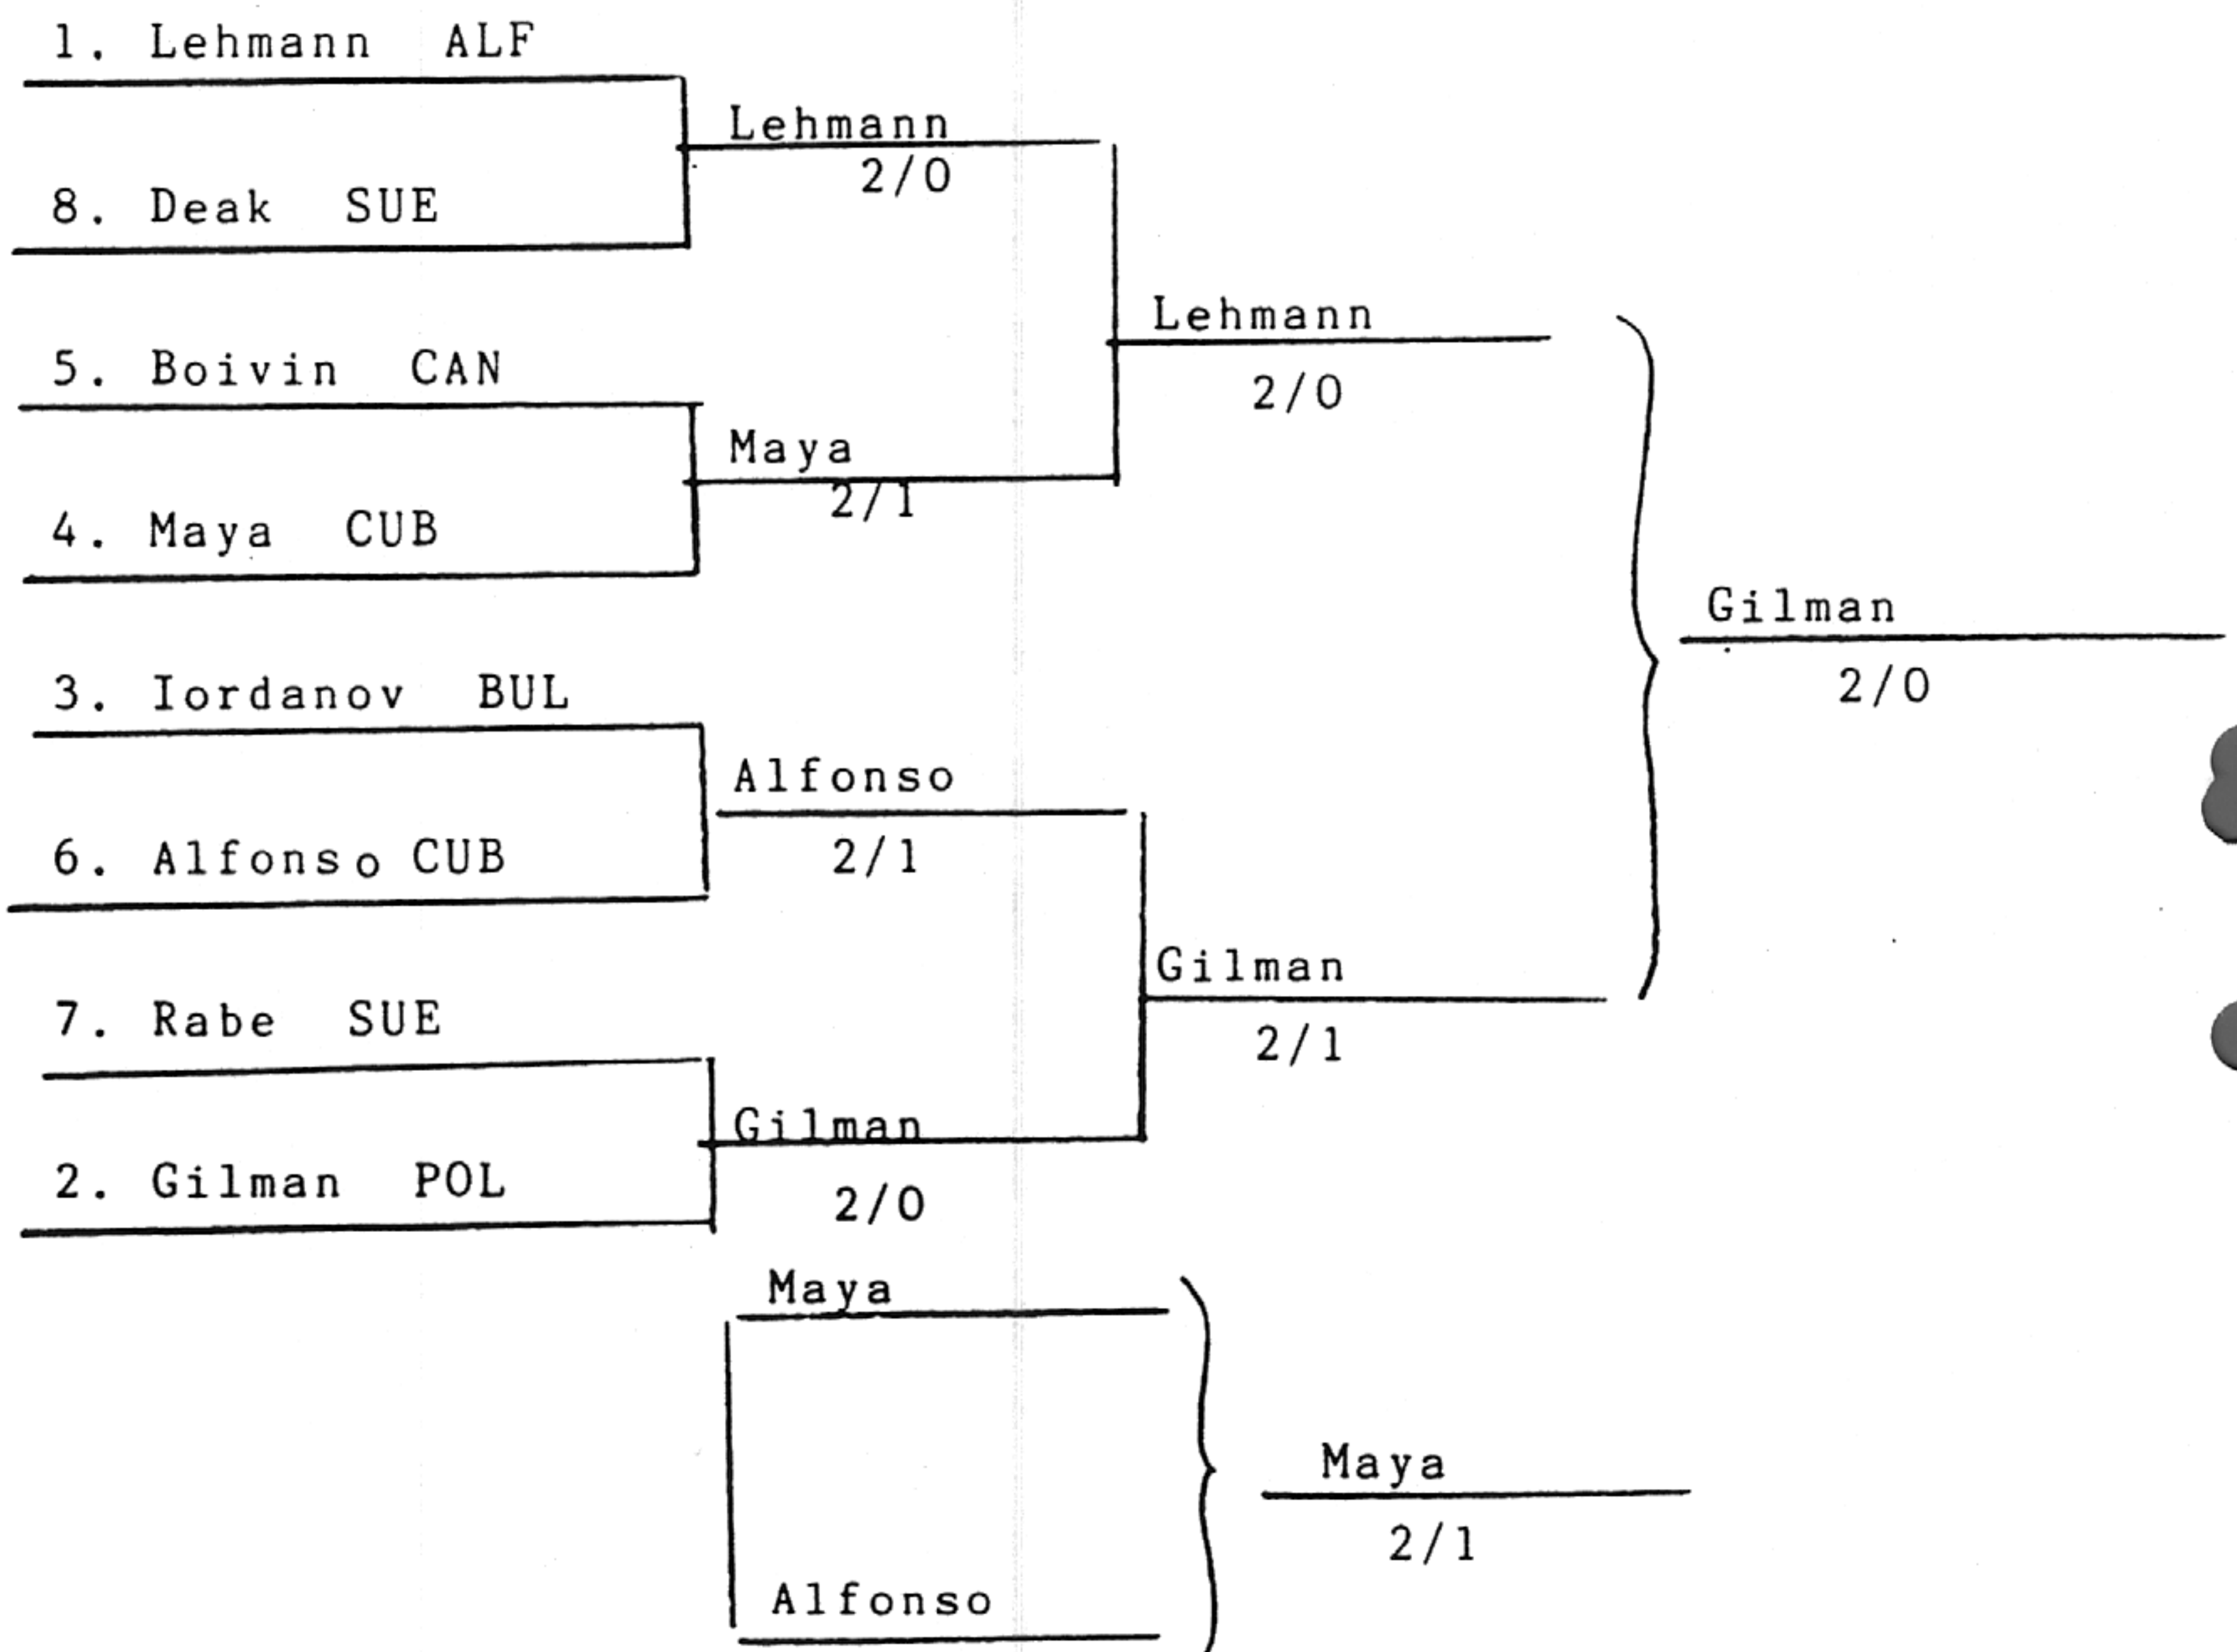 1. Lehmann ALF
Lehmann
2/0
8. Deak SUE
Lehmann
2/0
5. Boivin CAN
Maya
2/1
4. Maya CUB
Gilman
2/0
3. Iordanov BUL
Alfonso
2/1
6. Alfonso CUB
Gilman
2/1
7. Rabe SUE
Gilman
2/0
2. Gilman POL
Maya
Maya
2/1
Alfonso